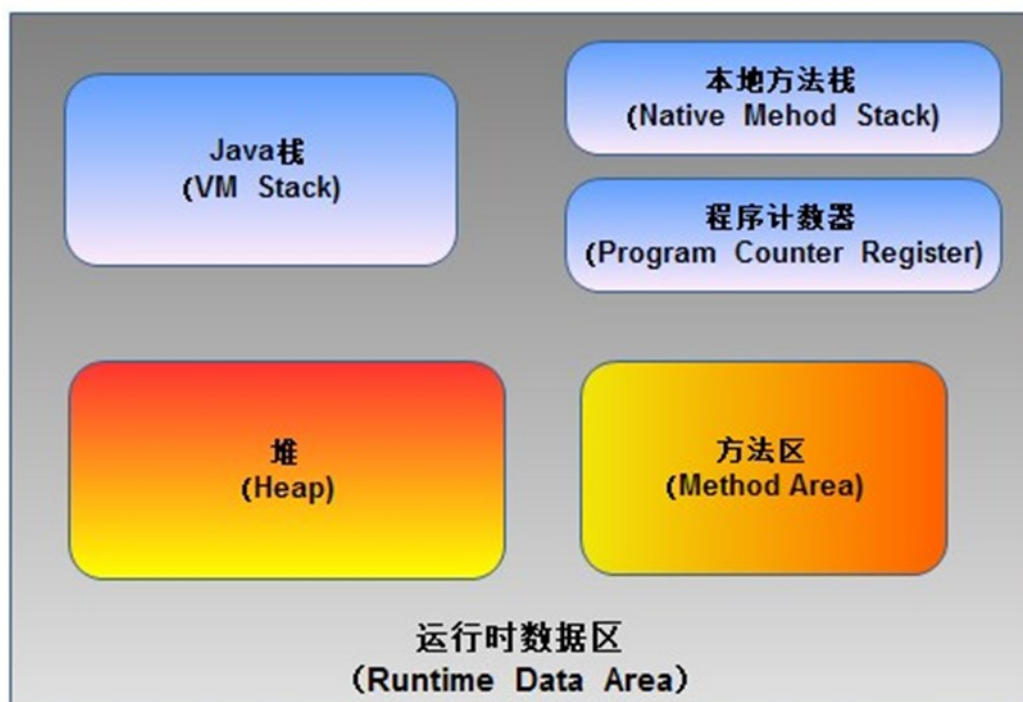 Java栈
(VM Stack)
本地方法栈
(Native Mehod Stack)
程序计数器
(Program Counter Register)
堆
(Heap)
方法区
(Method Area)
运行时数据区
（Runtime Data Area）